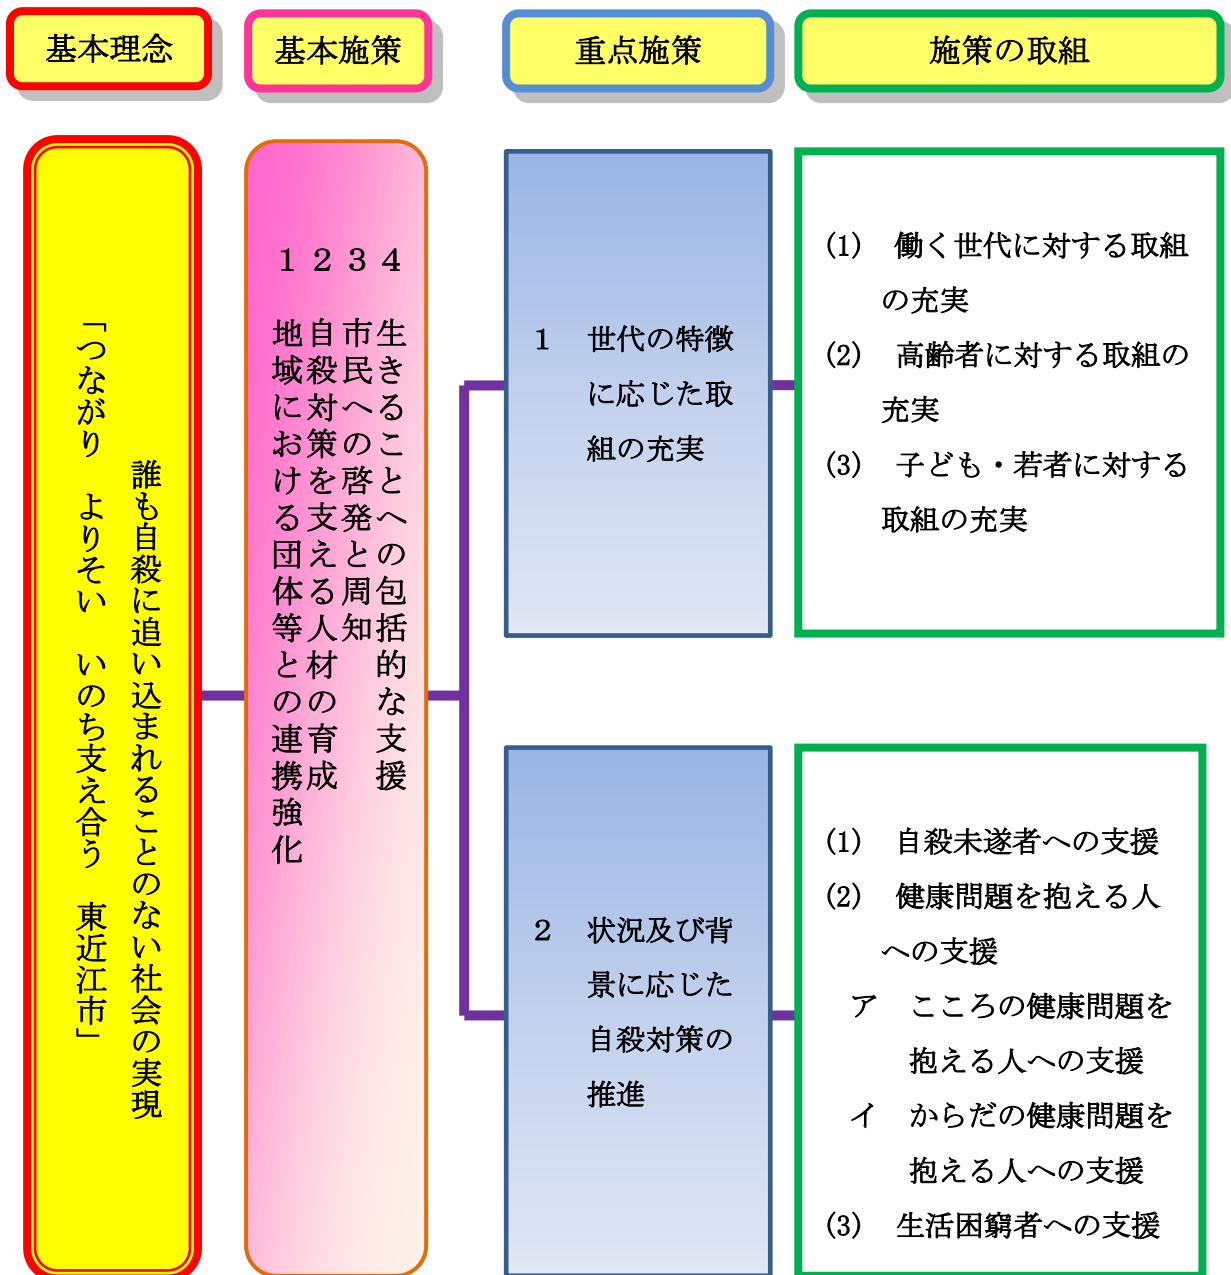 基本理念
基本施策
重点施策
施策の取組
誰も自殺に追い込まれることのない社会の実現
「つながり　よりそい　いのち支え合う　東近江市」
1　地域における団体等との連携強化
2　自殺対策を支える人材の育成
3　市民への啓発と周知
4　生きることへの包括的な支援
1　世代の特徴
に応じた取
組の充実
(1)　働く世代に対する取組
の充実
(2)　高齢者に対する取組の
充実
(3)　子ども・若者に対する
取組の充実
2　状況及び背
景に応じた
自殺対策の
推進
(1)　自殺未遂者への支援
(2)　健康問題を抱える人
への支援
ア　こころの健康問題を
抱える人への支援
イ　からだの健康問題を
抱える人への支援
(3)　生活困窮者への支援